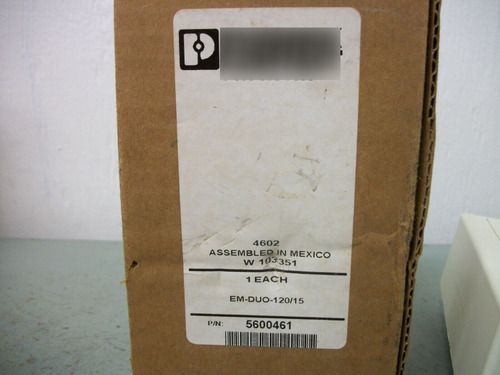 4602
ASSEMBLED IN MEXICO
W 103351
1 EACH
EM-DUO-120/15
P/N: 5600461